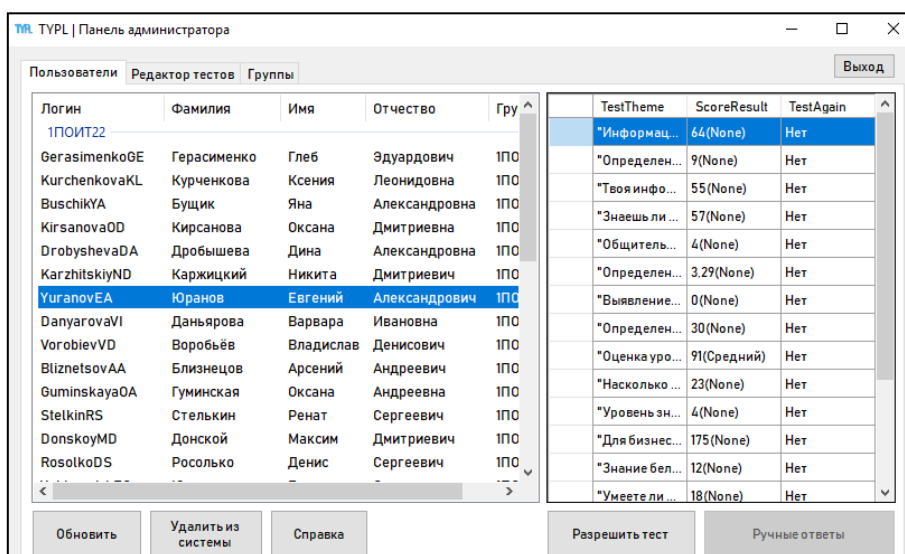 TYPL TYPL | Панель администратора
Выход
Пользователи Редактор тестов Группы
Логин Фамилия Имя Отчество Гру
1ПОИТ22
GerasimenkoGE Герасименко Глеб Эдуардович 1ПО
KurchenkovaKL Курченкова Ксения Леонидовна 1ПО
BuschikYA Бущик Яна Александровна 1ПО
KirsanovaOD Кирсанова Оксана Дмитриевна 1ПО
DrobyshevaDA Дробышева Дина Александровна 1ПО
KarzhitskiyND Каржицкий Никита Дмитриевич 1ПО
YuranovEA Юранов Евгений Александрович 1ПО
DanyarovaVI Даньярова Варвара Ивановна 1ПО
VorobievVD Воробьёв Владислав Денисович 1ПО
BliznetsovAA Близнецов Арсений Андреевич 1ПО
GuminskayaOA Гуминская Оксана Андреевна 1ПО
StelkinRS Стелькин Ренат Сергеевич 1ПО
DonskoyMD Донской Максим Дмитриевич 1ПО
RosolkoDS Росолько Денис Сергеевич 1ПО
TestTheme ScoreResult TestAgain
"Информац... 64(None) Нет
"Определен... 9(None) Нет
"Твоя инфо... 55(None) Нет
"Знаешь ли ... 57(None) Нет
"Общитель... 4(None) Нет
"Определен... 3,29(None) Нет
"Выявление... 0(None) Нет
"Определен... 30(None) Нет
"Оценка уро... 91(Средний) Нет
"Насколько ... 23(None) Нет
"Уровень зн... 4(None) Нет
"Для бизнес... 175(None) Нет
"Знание бел... 12(None) Нет
"Умеете ли ... 18(None) Нет
Обновить
Удалить из
системы
Справка
Разрешить тест
Ручные ответы